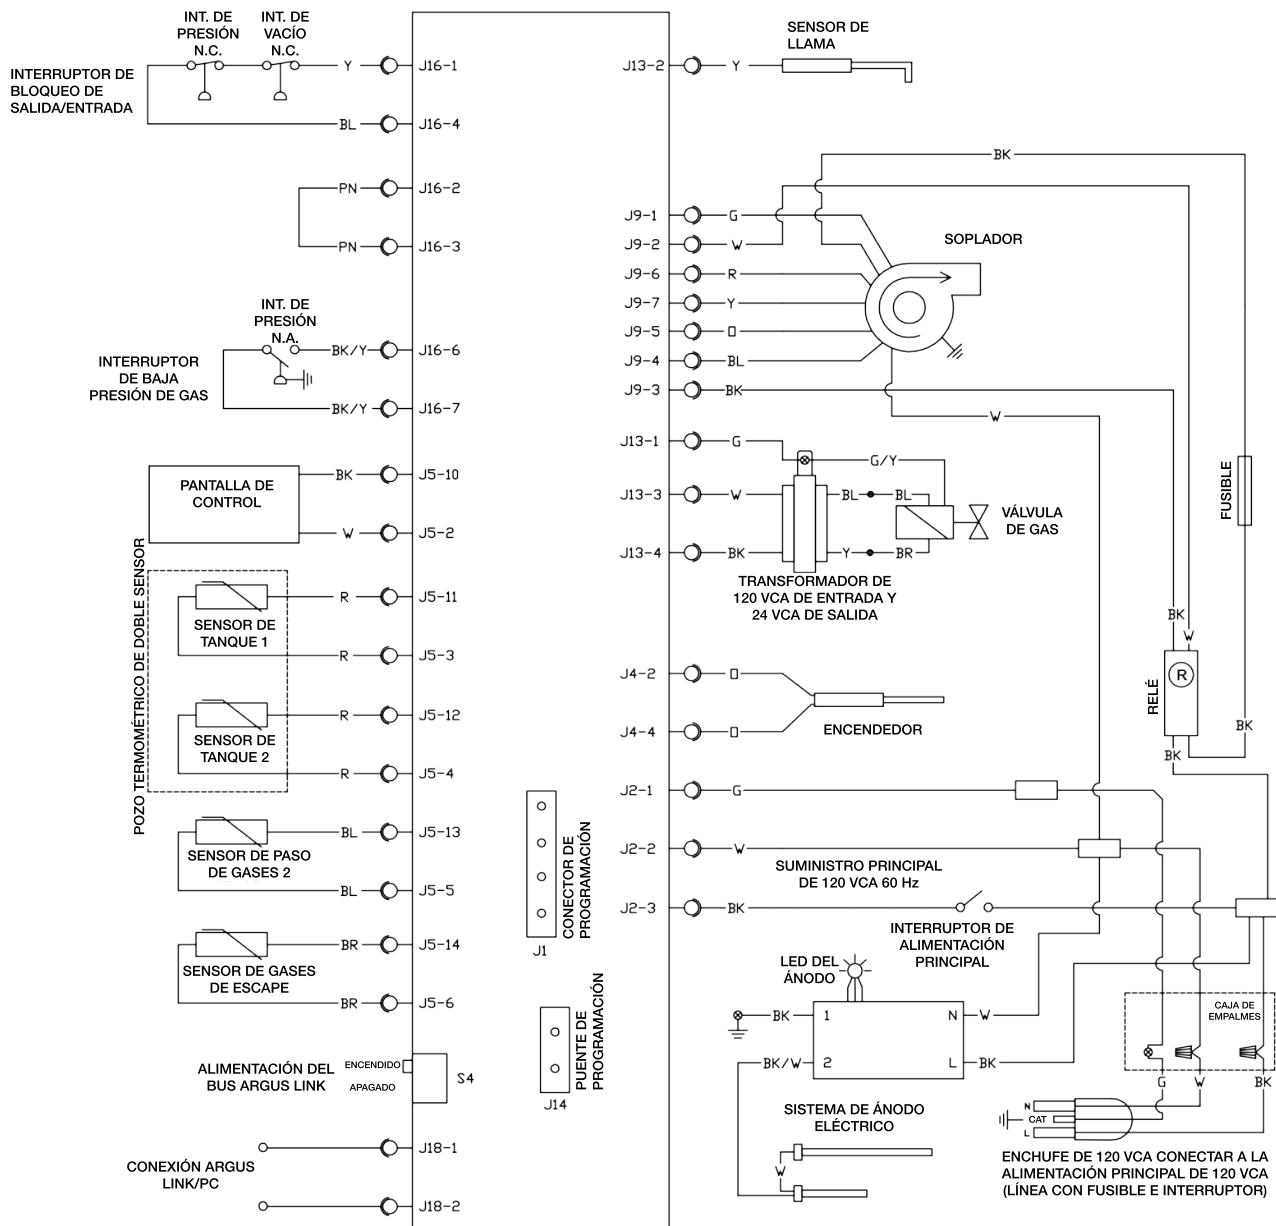 INT. DE
PRESIÓN
N.C.
INT. DE
VACÍO
N.C.
INTERRUPTOR DE
BLOQUEO DE
SALIDA/ENTRADA
Y
J16-1
BL
J16-4
PN
J16-2
PN
J16-3
INT. DE
PRESIÓN
N.A.
INTERRUPTOR
DE BAJA
PRESIÓN DE GAS
BK/Y
J16-6
BK/Y
J16-7
PANTALLA DE
CONTROL
BK
J5-10
W
J5-2
POZO TERMOMÉTRICO DE DOBLE SENSOR
SENSOR DE
TANQUE 1
R
J5-11
R
J5-3
SENSOR DE
TANQUE 2
R
J5-12
R
J5-4
SENSOR DE PASO
DE GASES 2
BL
J5-13
BL
J5-5
SENSOR DE GASES
DE ESCAPE
BR
J5-14
BR
J5-6
ALIMENTACIÓN DEL
BUS ARGUS LINK
ENCENDIDO
APAGADO
S4
CONEXIÓN ARGUS
LINK/PC
J18-1
J18-2
CONECTOR DE
PROGRAMACIÓN
J1
PUENTE DE
PROGRAMACIÓN
J14
J13-2
Y
SENSOR DE
LLAMA
BK
J9-1
G
J9-2
W
J9-6
R
J9-7
Y
J9-5
O
J9-4
BL
J9-3
BK
SOPLADOR
W
J13-1
G
G/Y
J13-3
W
BL
BL
J13-4
BK
Y
BR
VÁLVULA
DE GAS
TRANSFORMADOR DE
120 VCA DE ENTRADA Y
24 VCA DE SALIDA
FUSIBLE
BK
W
RELÉ
R
BK
BK
J4-2
O
J4-4
O
ENCENDEDOR
J2-1
G
J2-2
W
SUMINISTRO PRINCIPAL
DE 120 VCA 60 Hz
J2-3
BK
INTERRUPTOR DE
ALIMENTACIÓN
PRINCIPAL
LED DEL
ÁNODO
BK
1
N
W
BK/W
2
L
BK
SISTEMA DE ÁNODO
ELÉCTRICO
W
CAJA DE
EMPALMES
G
W
BK
N
CAT
L
ENCHUFE DE 120 VCA CONECTAR A LA
ALIMENTACIÓN PRINCIPAL DE 120 VCA
(LÍNEA CON FUSIBLE E INTERRUPTOR)